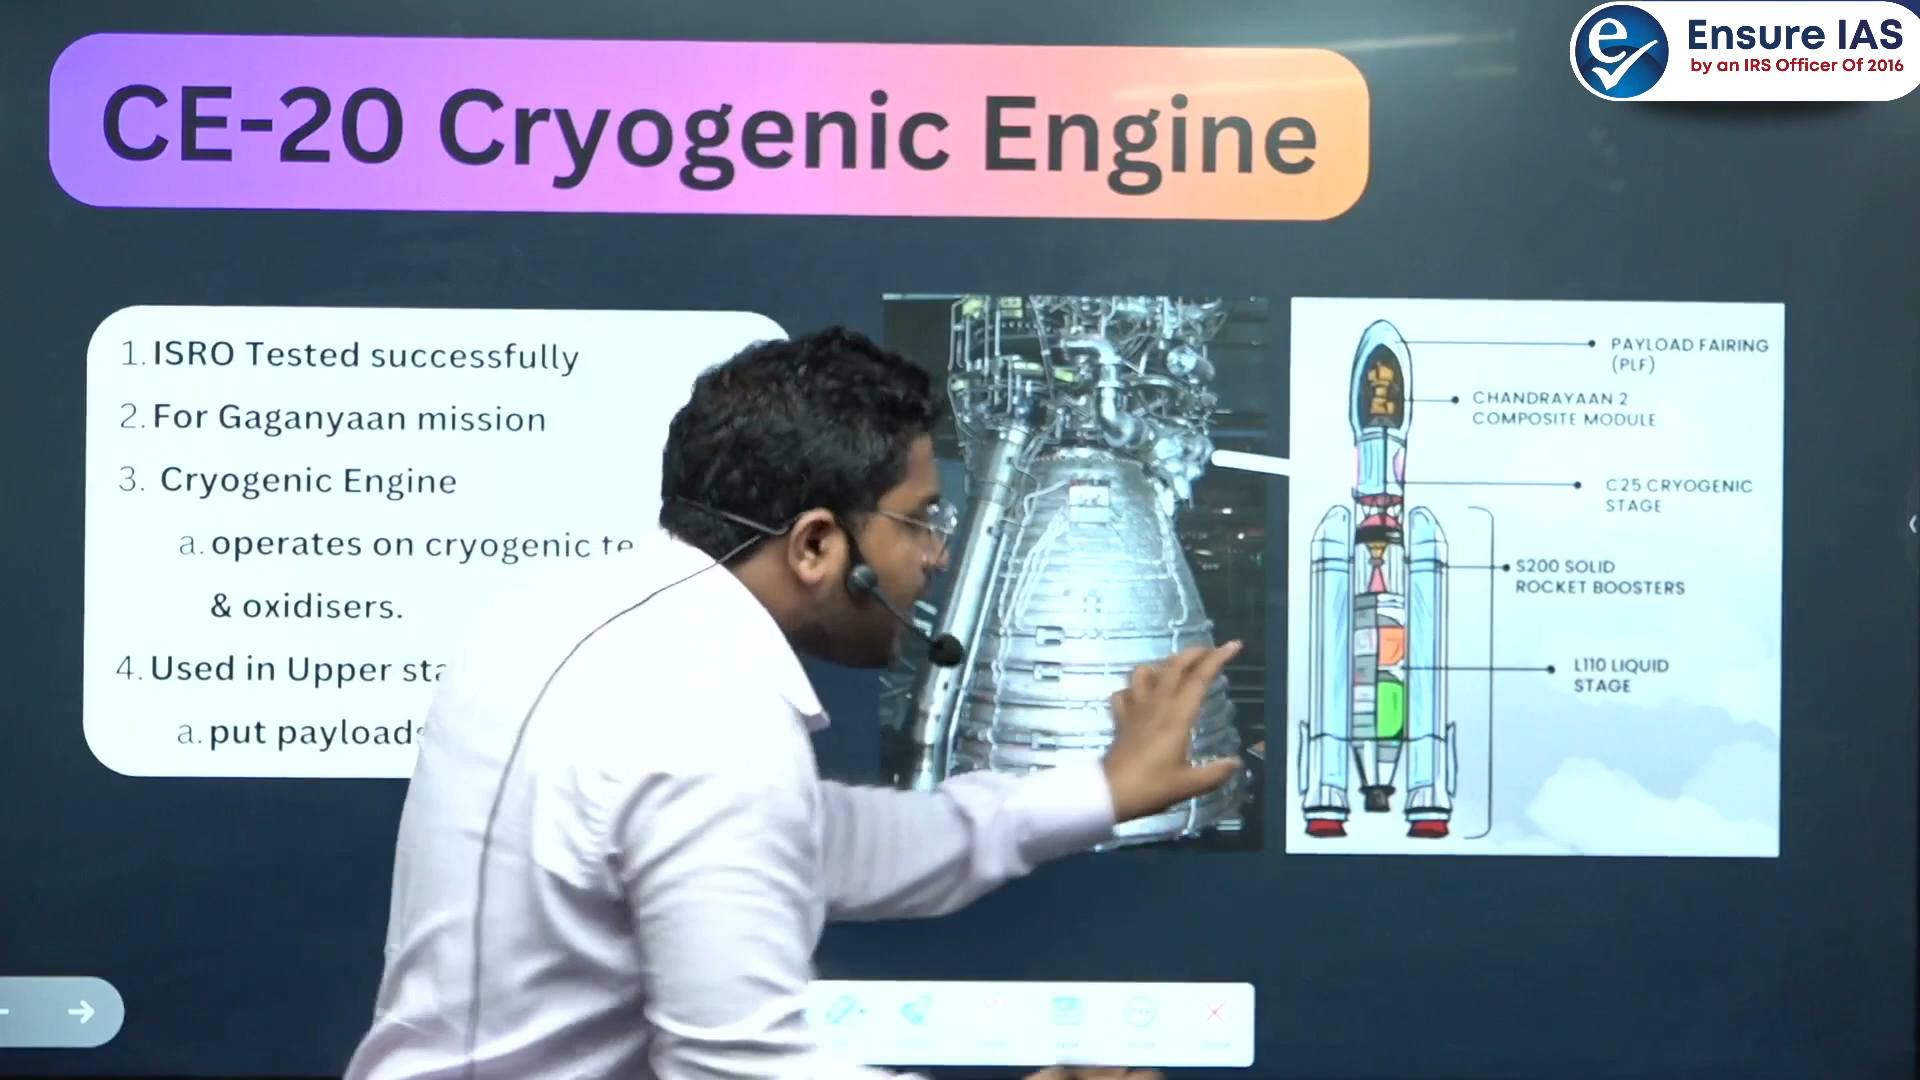 Ensure IAS
by an IRS Officer Of 2016
CE-20 Cryogenic Engine
1. ISRO Tested successfully
2. For Gaganyaan mission
3. Cryogenic Engine
a. operates on cryogenic
& oxidisers.
4. Used in Upper
a. put payloads
PAYLOAD FAIRING
(PLF)
CHANDRAYAAN 2
COMPOSITE MODULE
C25 CRYOGENIC
STAGE
S200 SOLID
ROCKET BOOSTERS
L110 LIQUID
STAGE